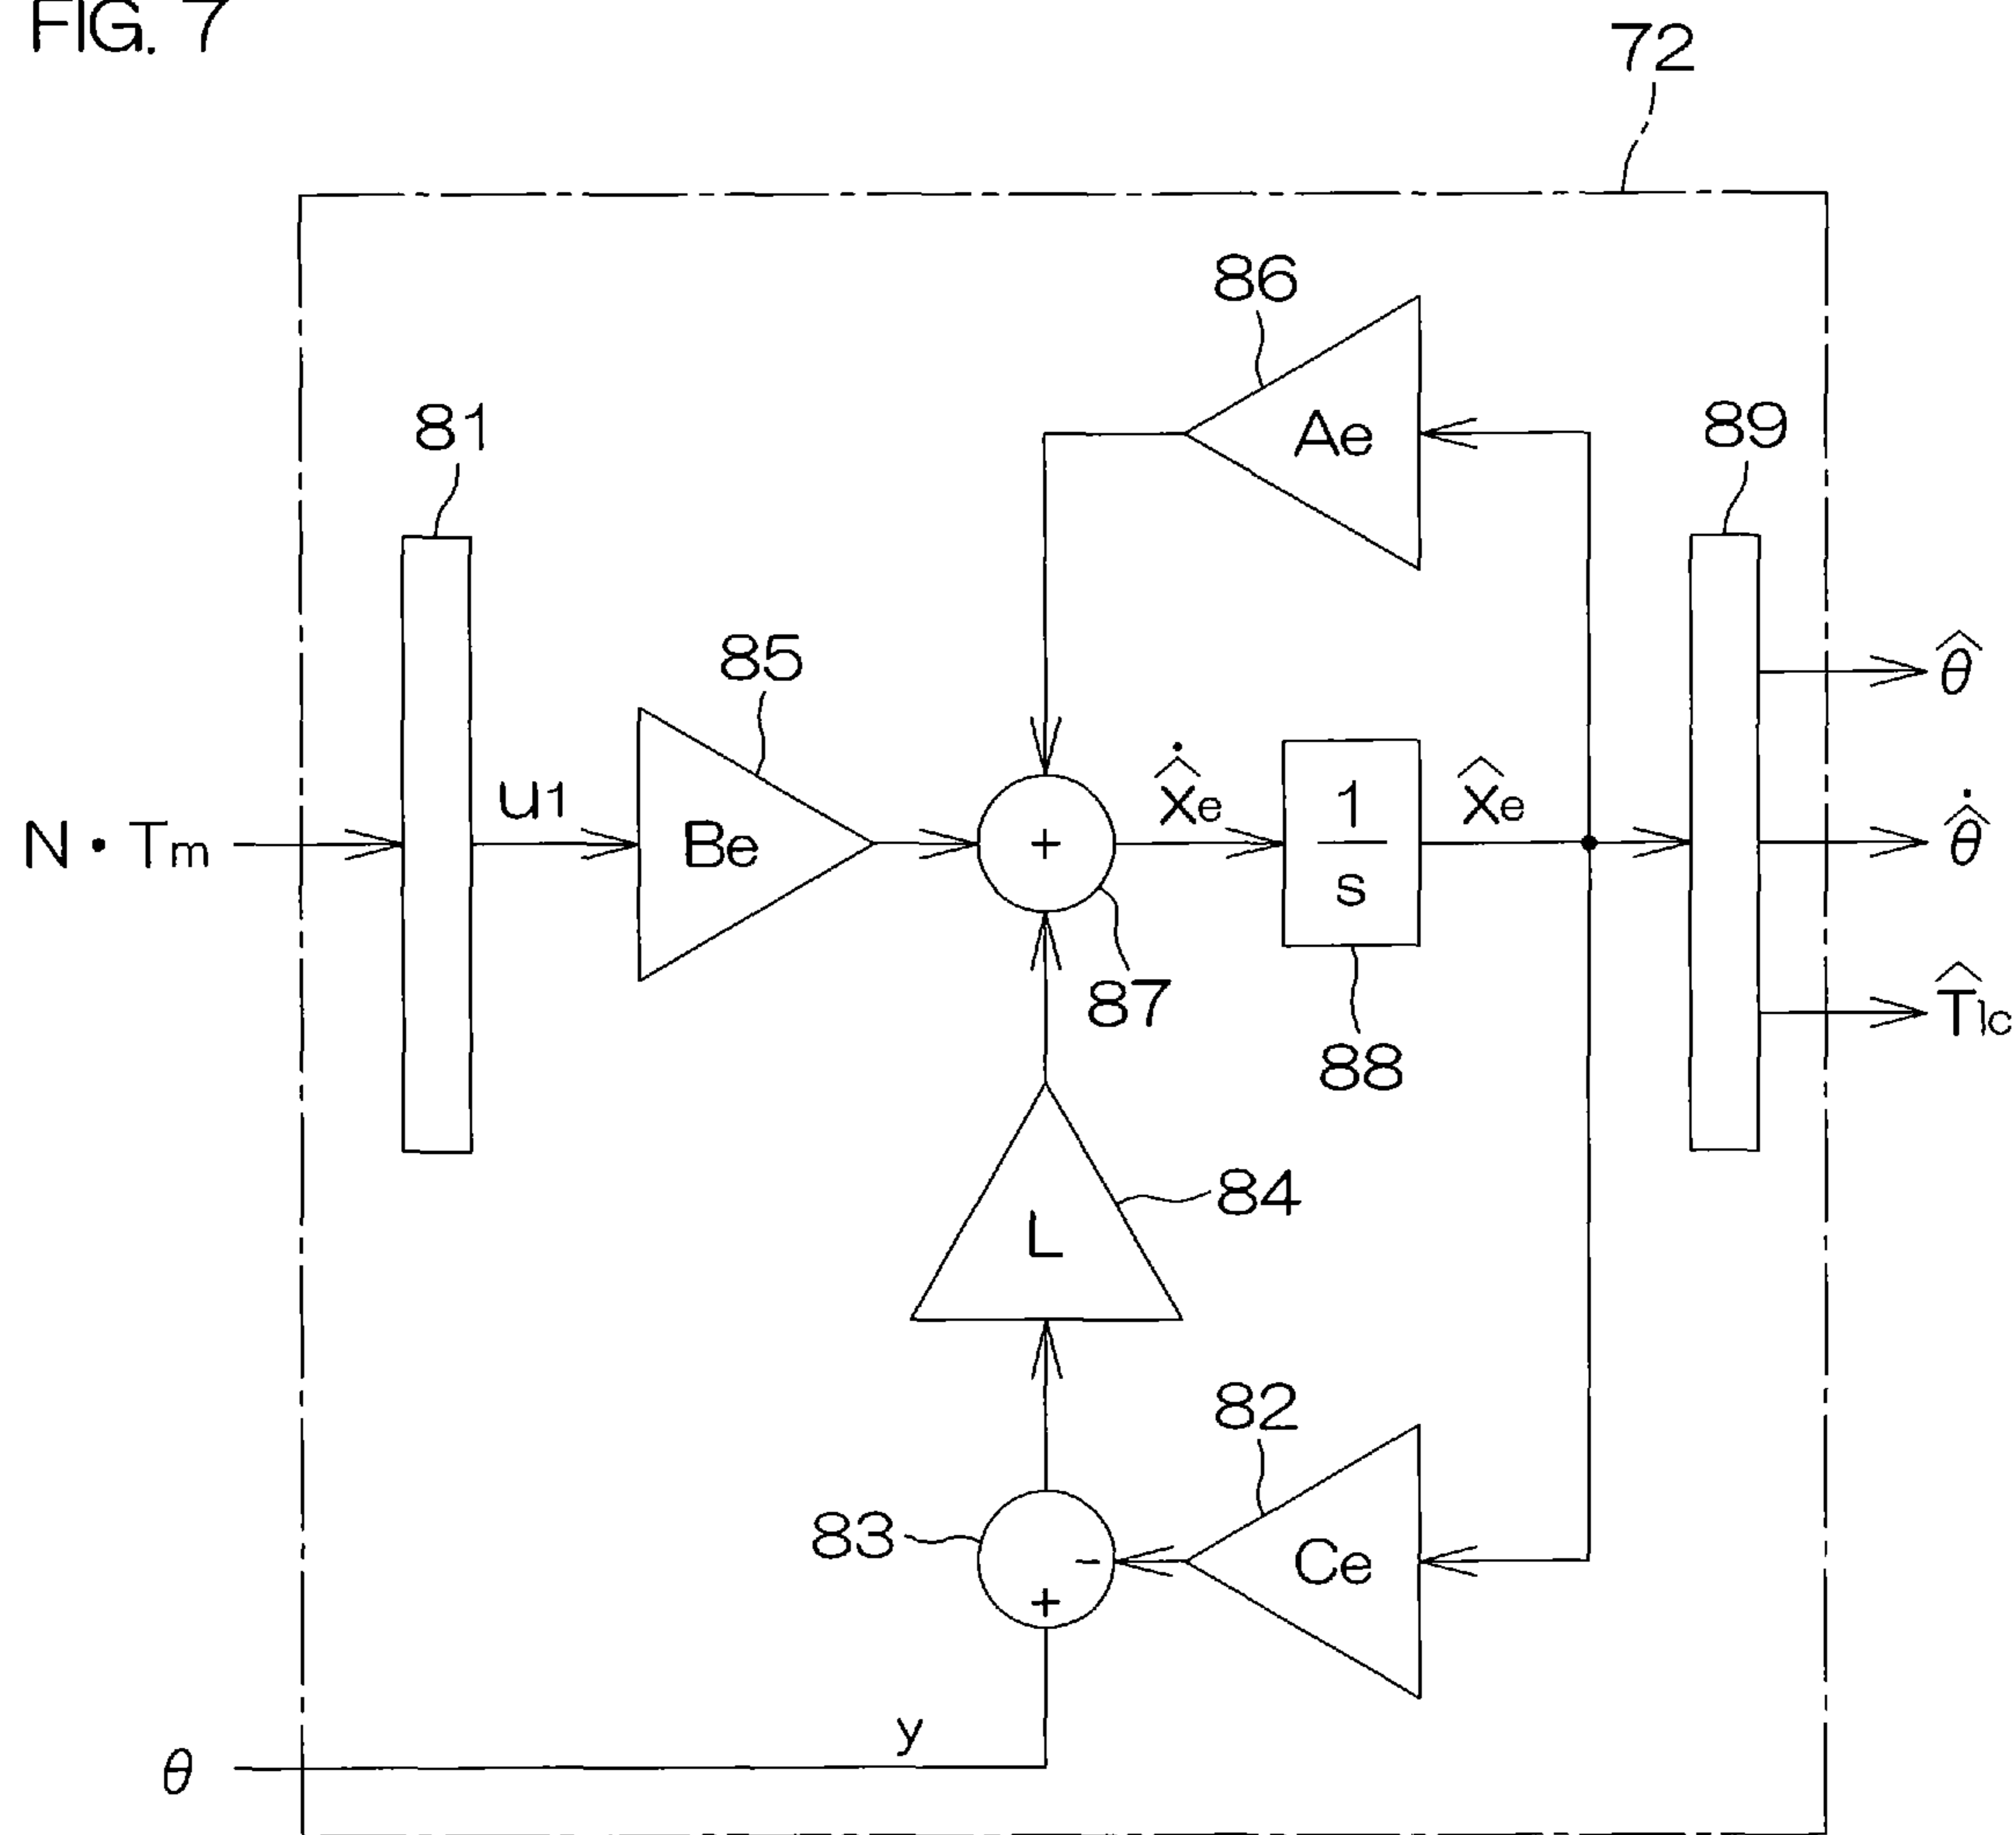 FIG. 7
72
86
Ae
81
89
85
θ̂
u1
Be
+
x̂̇e
1
s
x̂e
N・Tm
θ̂̇
87
88
T̂lc
84
L
82
83
-
+
Ce
y
θ